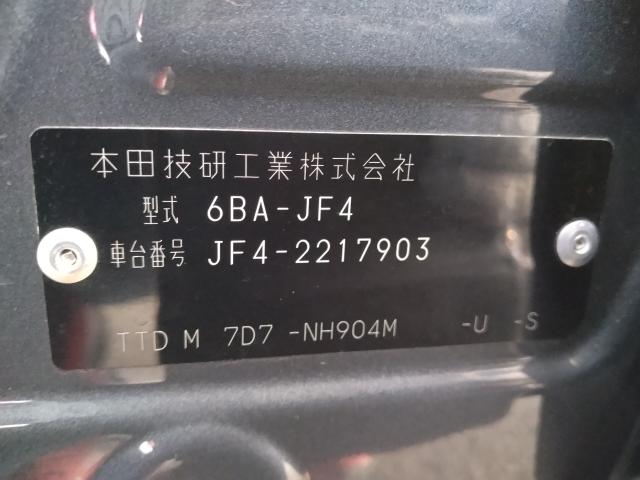 本田技研工業株式会社
型式 6BA-JF4
車台番号 JF4-2217903
TTD M 7D7 -NH904M -U -S